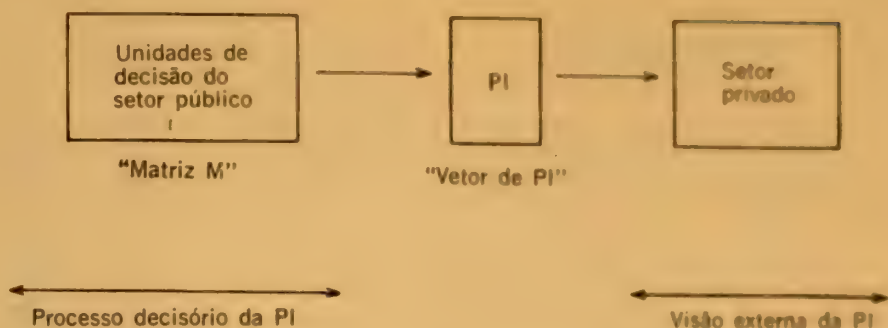 Unidades de
decisão do
setor público
PI
Setor
privado
"Matriz M"
"Vetor de PI"
Processo decisório da PI
Visão externa da PI